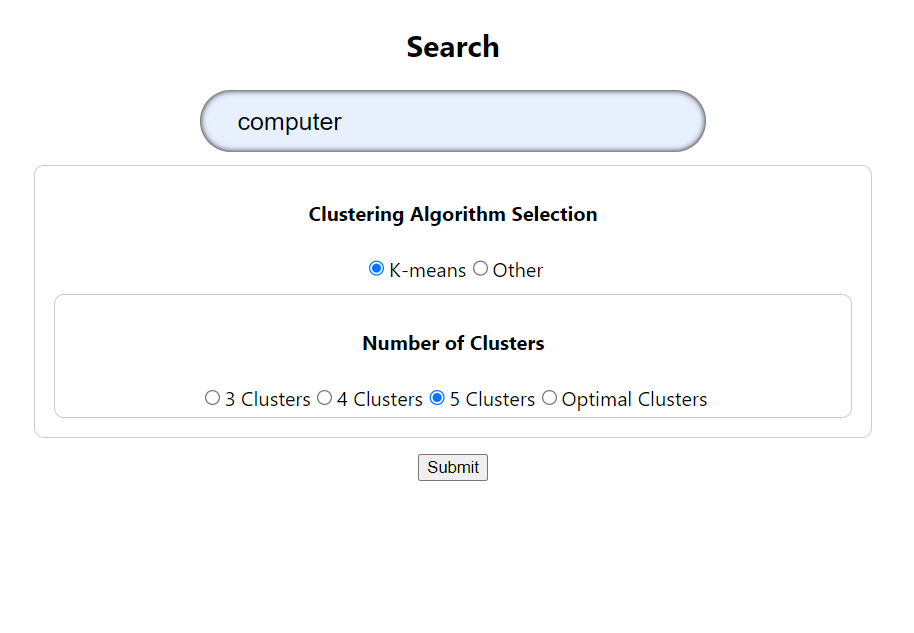 Search
computer
Clustering Algorithm Selection
K-means Other
Number of Clusters
3 Clusters 4 Clusters 5 Clusters Optimal Clusters
Submit